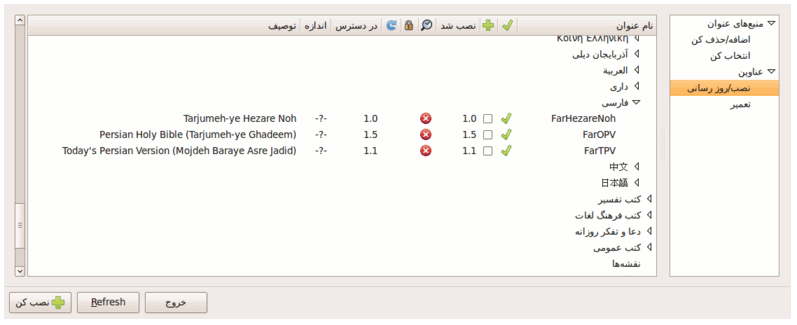 منبع‌های عنوان
اضافه/حذف کن
انتخاب کن
عناوین
نصب/روز رسانی
تعمیر
نام عنوان نصب شد در دسترس اندازه توصیف
Κοινή Ελληνική
آذربايجان ديلی
العربية
داری
فارسی
FarHezareNoh 1.0 1.0 -?- Tarjumeh-ye Hezare Noh
FarOPV 1.5 1.5 -?- Persian Holy Bible (Tarjumeh-ye Ghadeem)
FarTPV 1.1 1.1 -?- Today's Persian Version (Mojdeh Baraye Asre Jadid)
中文
日本語
کتب تفسیر
کتب فرهنگ لغات
دعا و تفکر روزانه
کتب عمومی
نقشه‌ها
خروج
Refresh
نصب کن